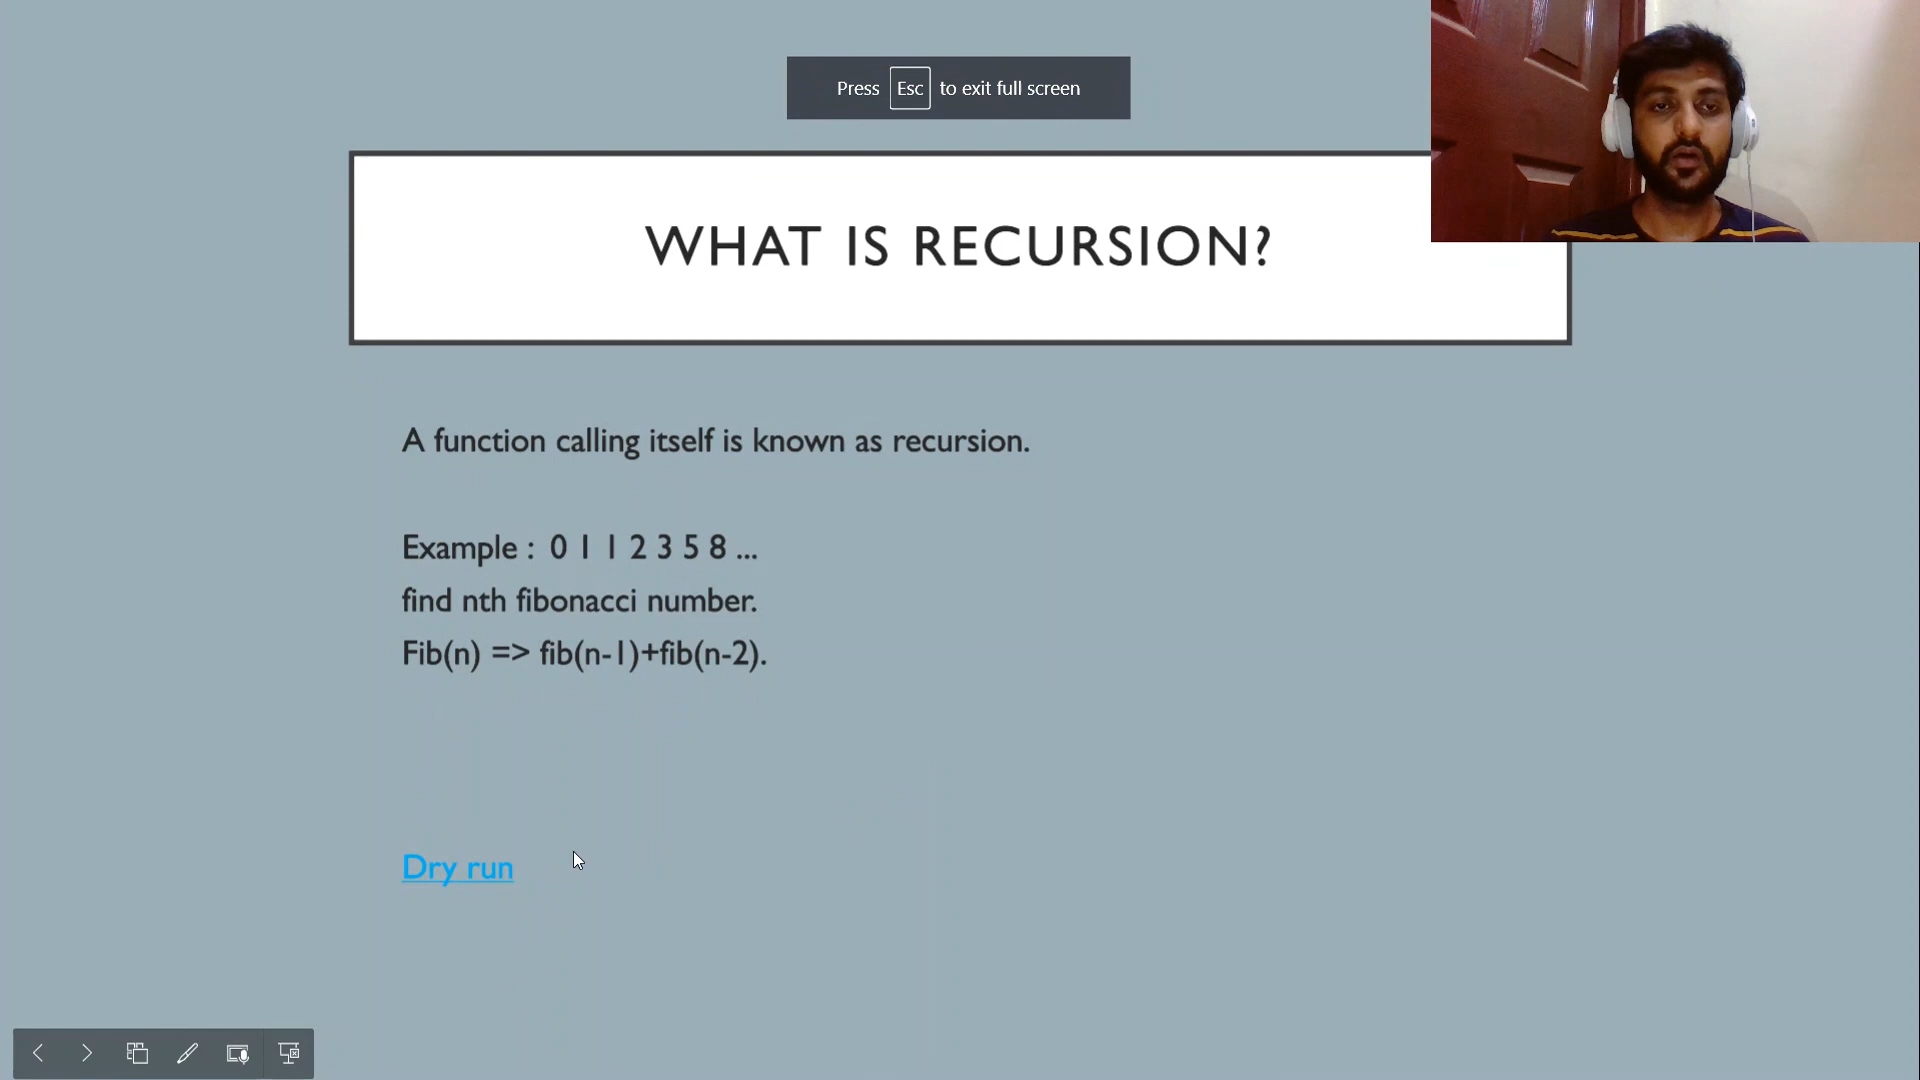 Press Esc to exit full screen
WHAT IS RECURSION?
A function calling itself is known as recursion.
Example : 0 1 1 2 3 5 8 ...
find nth fibonacci number.
Fib(n) => fib(n-1)+fib(n-2).
Dry run